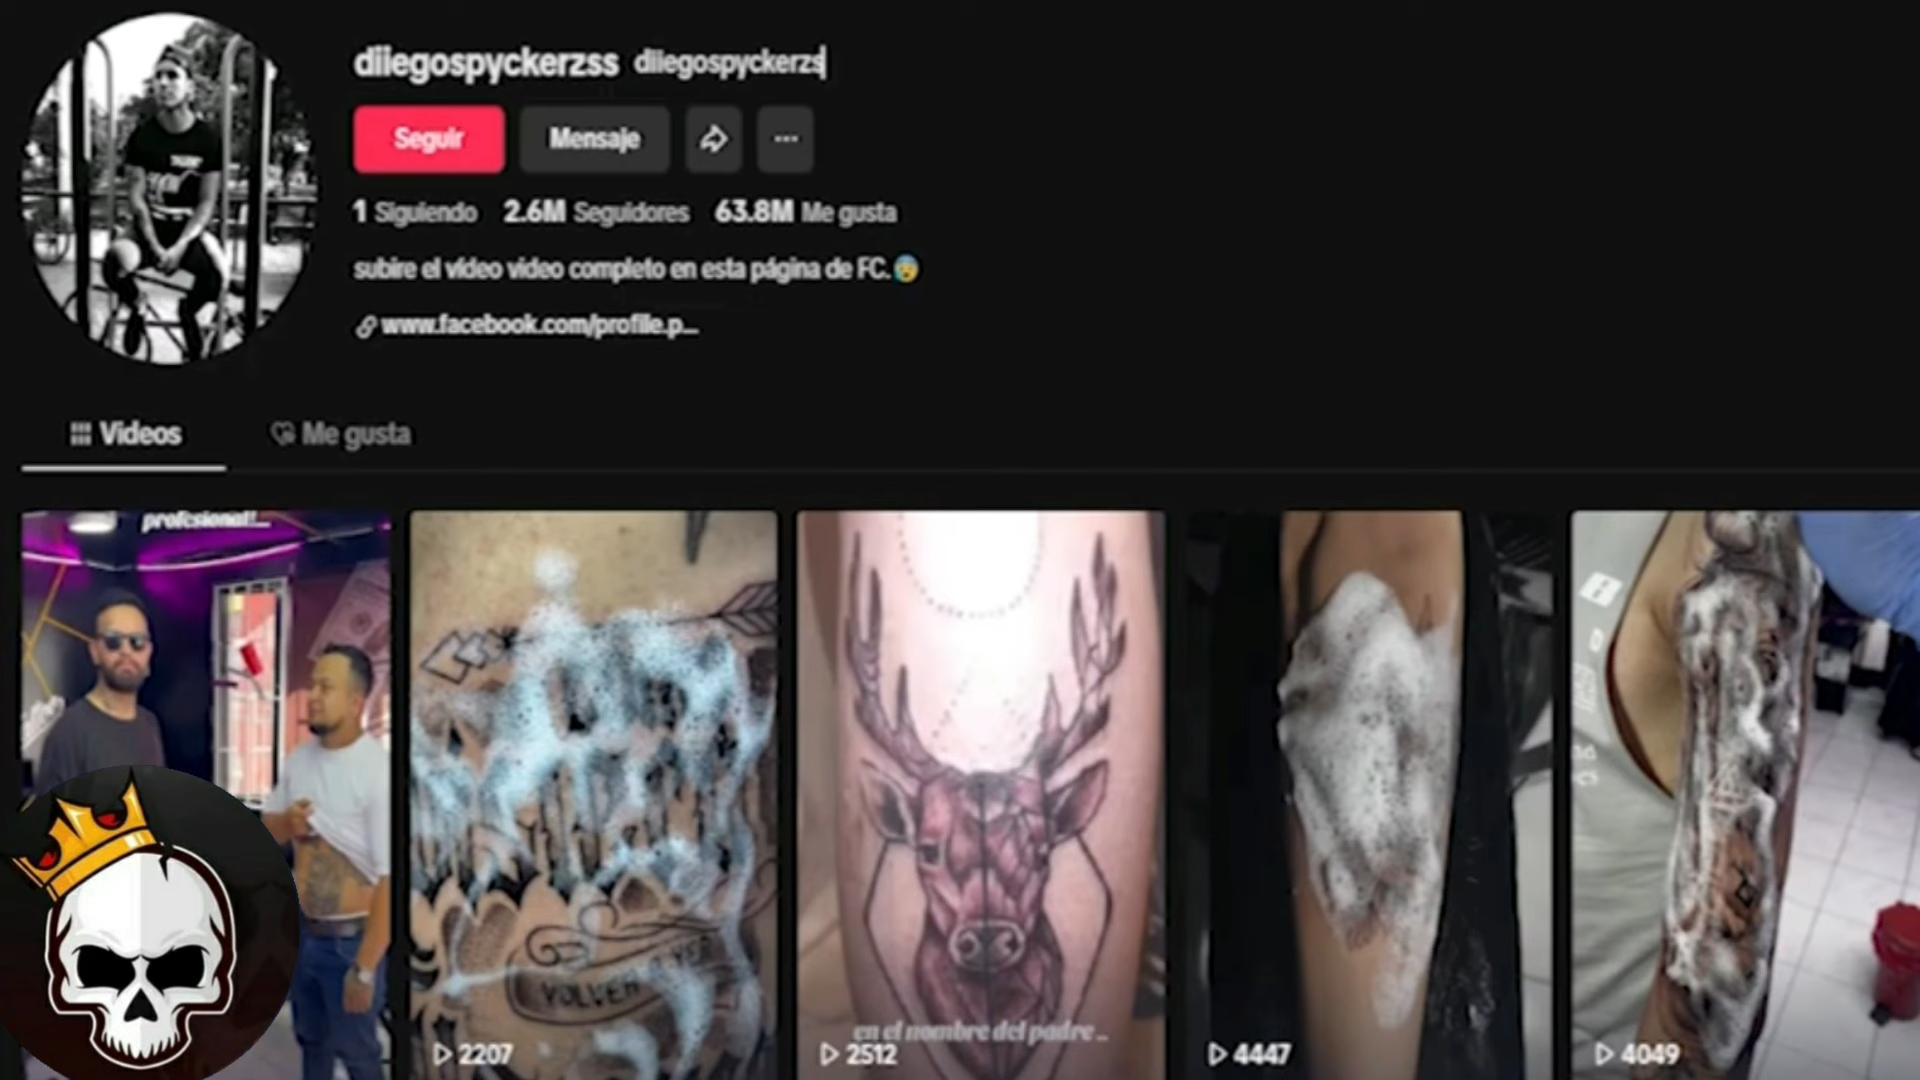 diiegospyckerzss diiegospyckerzs
Seguir Mensaje
1 Siguiendo 2.6M Seguidores 63.8M Me gusta
subire el vídeo video completo en esta página de FC.😰
www.facebook.com/profile.p...
Videos Me gusta
profesional!...
VOLVER
en el nombre del padre...
2207 2512 4447 4049